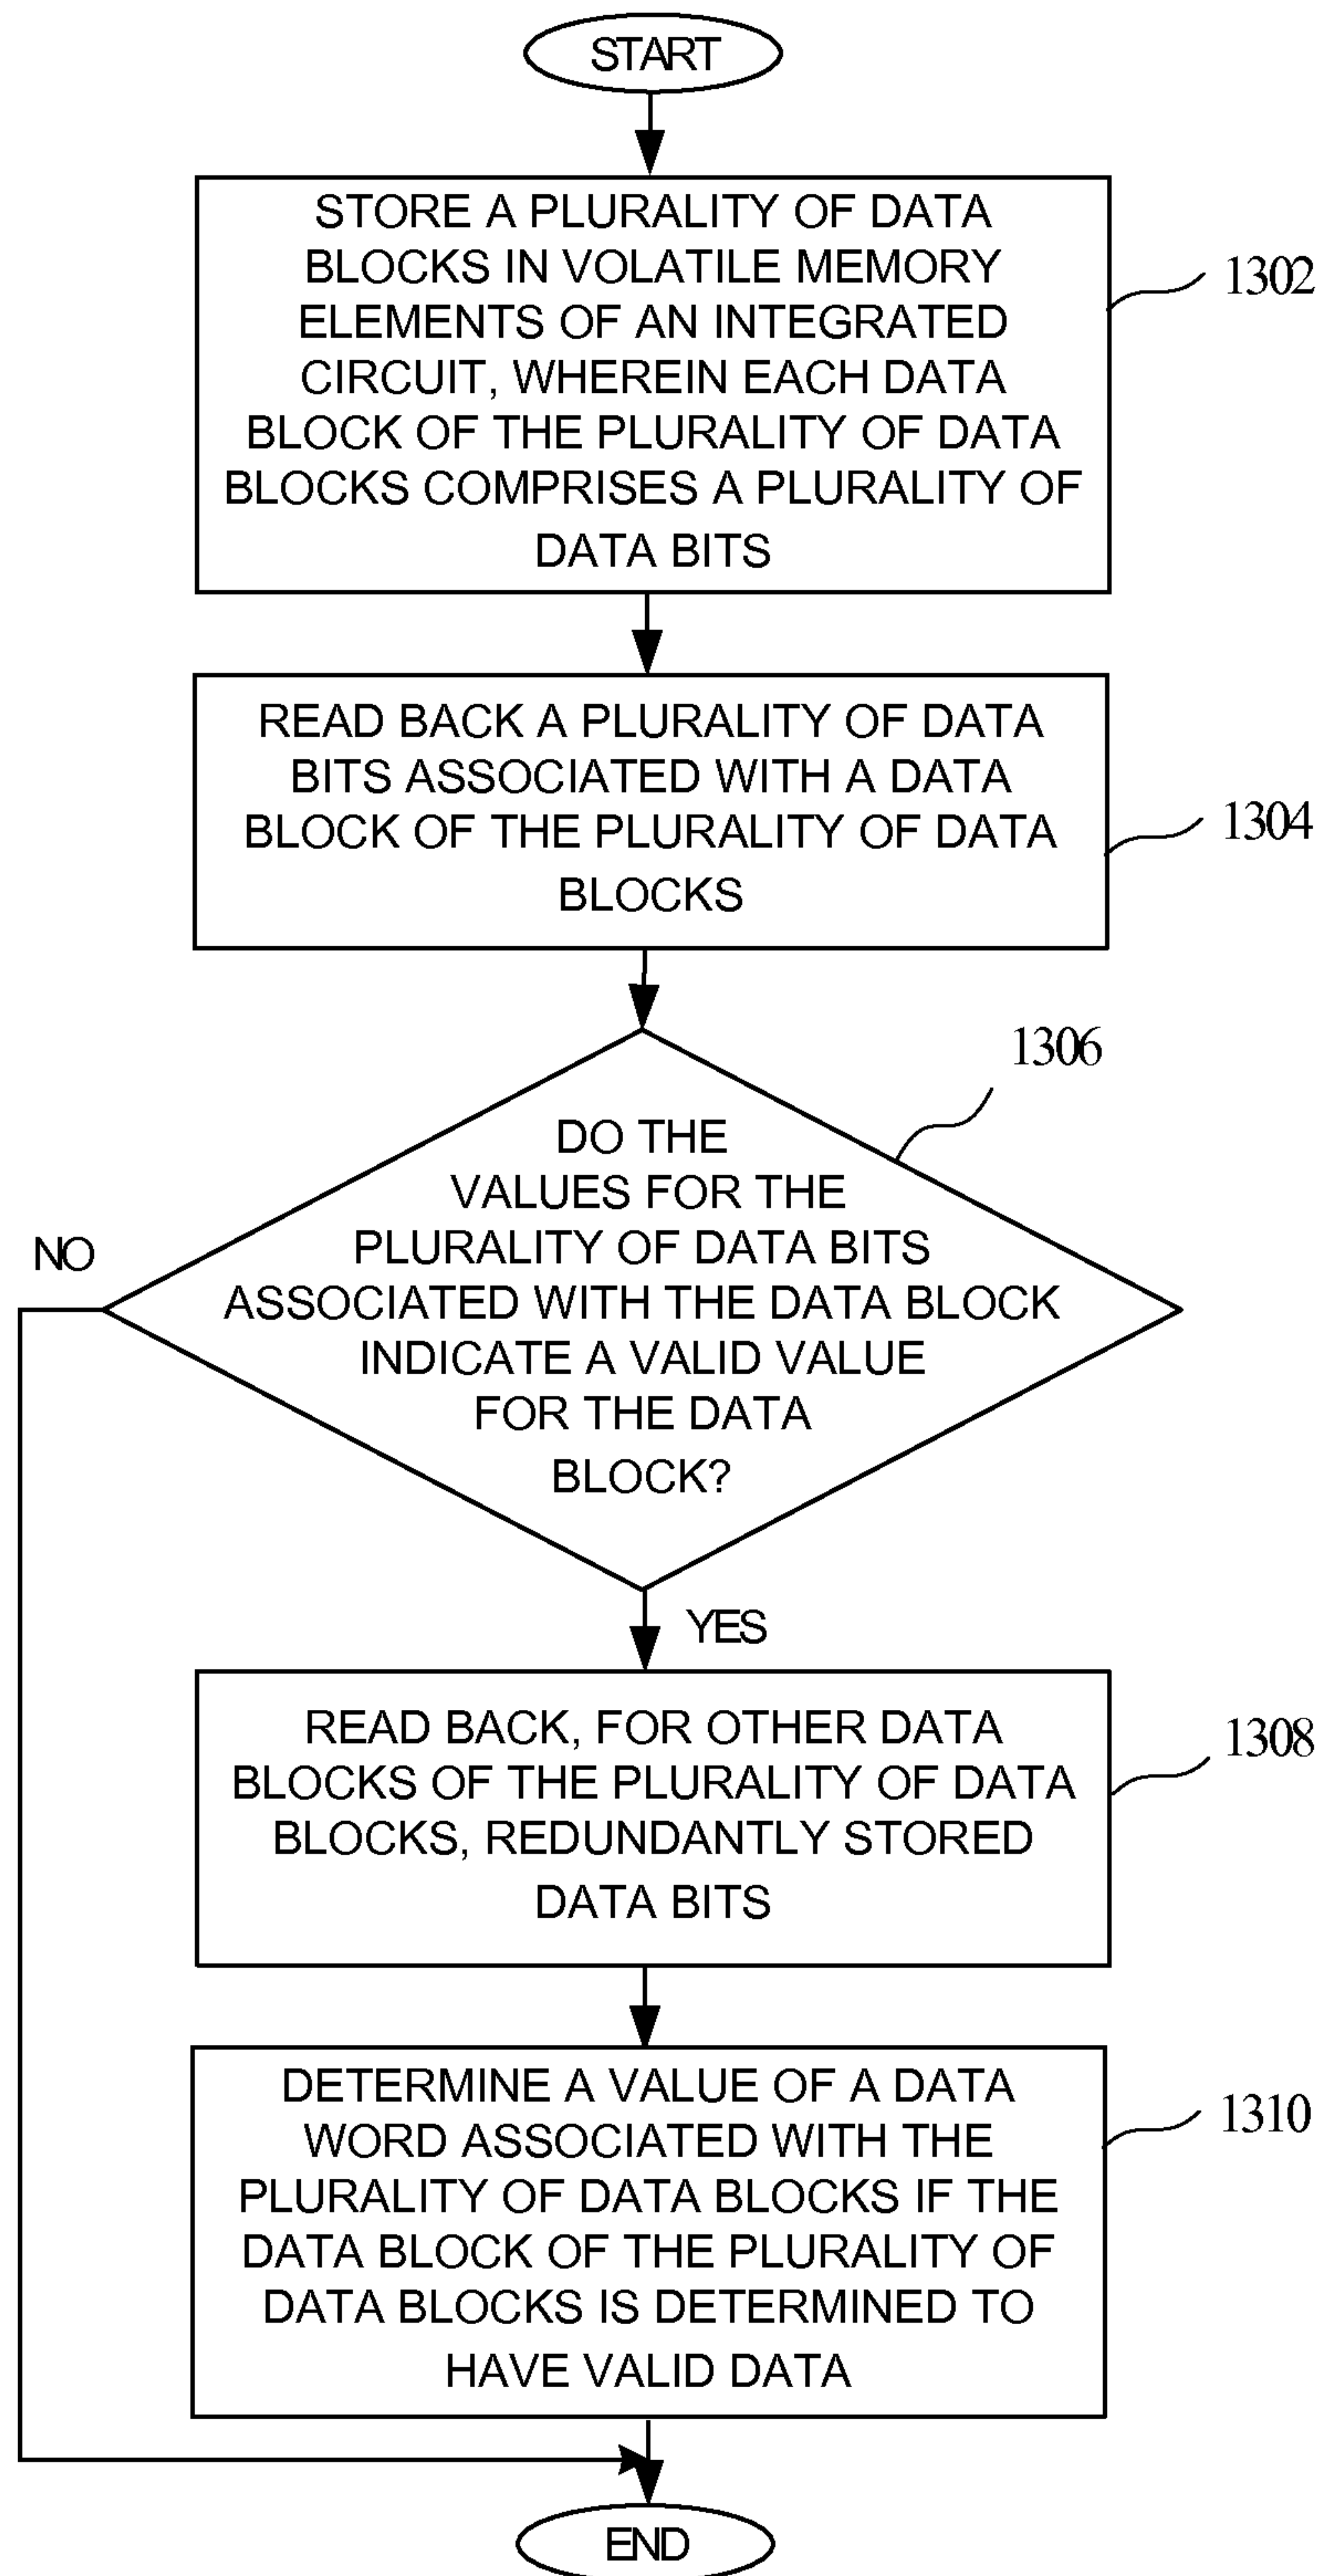 START
STORE A PLURALITY OF DATA
BLOCKS IN VOLATILE MEMORY
ELEMENTS OF AN INTEGRATED
CIRCUIT, WHEREIN EACH DATA
BLOCK OF THE PLURALITY OF DATA
BLOCKS COMPRISES A PLURALITY OF
DATA BITS
1302
READ BACK A PLURALITY OF DATA
BITS ASSOCIATED WITH A DATA
BLOCK OF THE PLURALITY OF DATA
BLOCKS
1304
1306
DO THE
VALUES FOR THE
PLURALITY OF DATA BITS
ASSOCIATED WITH THE DATA BLOCK
INDICATE A VALID VALUE
FOR THE DATA
BLOCK?
NO
YES
READ BACK, FOR OTHER DATA
BLOCKS OF THE PLURALITY OF DATA
BLOCKS, REDUNDANTLY STORED
DATA BITS
1308
DETERMINE A VALUE OF A DATA
WORD ASSOCIATED WITH THE
PLURALITY OF DATA BLOCKS IF THE
DATA BLOCK OF THE PLURALITY OF
DATA BLOCKS IS DETERMINED TO
HAVE VALID DATA
1310
END